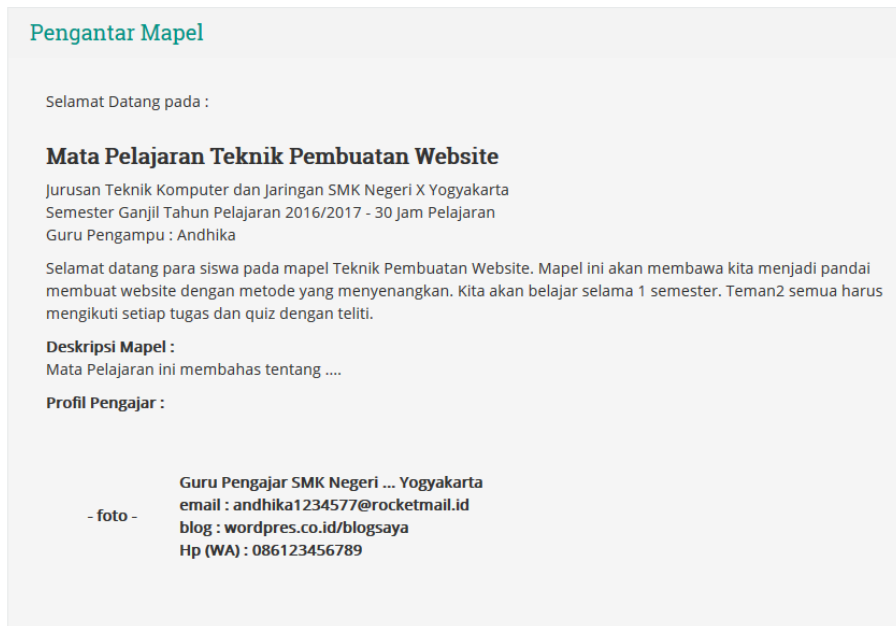 Pengantar Mapel
Selamat Datang pada :
Mata Pelajaran Teknik Pembuatan Website
Jurusan Teknik Komputer dan Jaringan SMK Negeri X Yogyakarta
Semester Ganjil Tahun Pelajaran 2016/2017 - 30 Jam Pelajaran
Guru Pengampu : Andhika
Selamat datang para siswa pada mapel Teknik Pembuatan Website. Mapel ini akan membawa kita menjadi pandai
membuat website dengan metode yang menyenangkan. Kita akan belajar selama 1 semester. Teman2 semua harus
mengikuti setiap tugas dan quiz dengan teliti.
Deskripsi Mapel :
Mata Pelajaran ini membahas tentang ....
Profil Pengajar :
- foto -
Guru Pengajar SMK Negeri ... Yogyakarta
email : andhika1234577@rocketmail.id
blog : wordpres.co.id/blogsaya
Hp (WA) : 086123456789